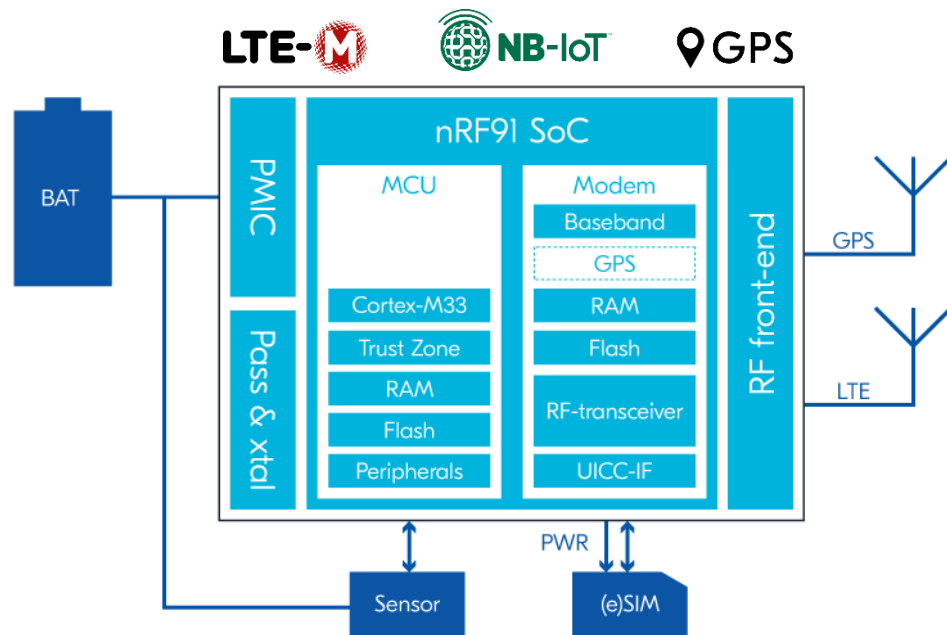 LTE-M
NB-IoT
GPS
BAT
PMIC
Pass & xtal
nRF91 SoC
MCU
Cortex-M33
Trust Zone
RAM
Flash
Peripherals
Modem
Baseband
GPS
RAM
Flash
RF-transceiver
UICC-IF
RF front-end
GPS
LTE
PWR
Sensor
(e)SIM